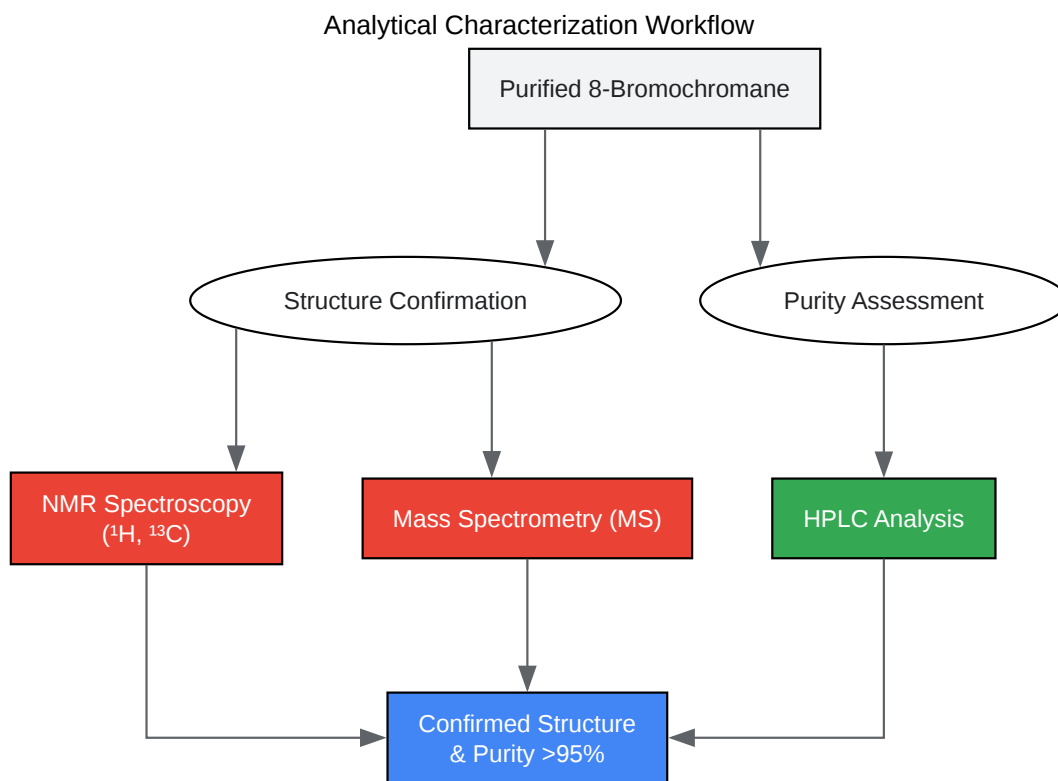 Analytical Characterization Workflow
Purified 8-Bromochromane
Structure Confirmation
Purity Assessment
NMR Spectroscopy
(¹H, ¹³C)
Mass Spectrometry (MS)
HPLC Analysis
Confirmed Structure
& Purity >95%